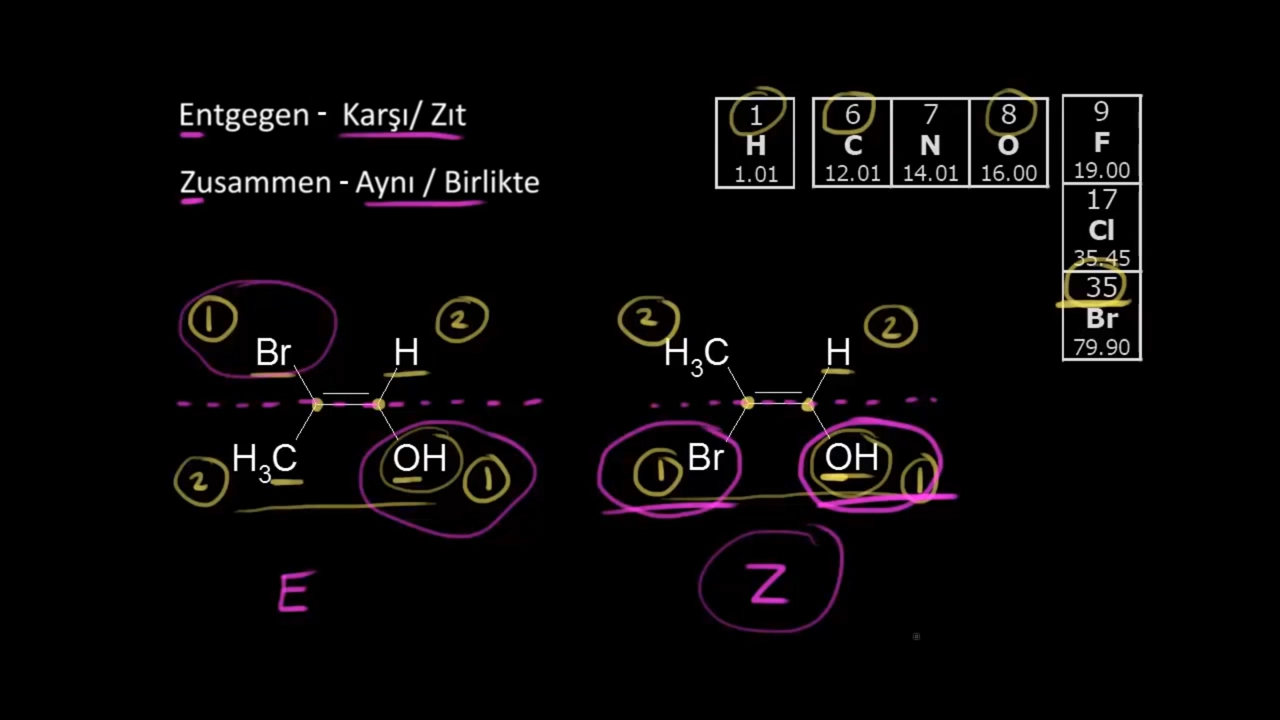 Entgegen - Karşı/ Zıt
Zusammen - Aynı / Birlikte
1 6 7 8 9
H C N O F
1.01 12.01 14.01 16.00 19.00
17
Cl
35.45
35
Br
79.90
1 2 2 2
Br H H₃C H
H₃C OH Br OH
2 1 1 1
E Z